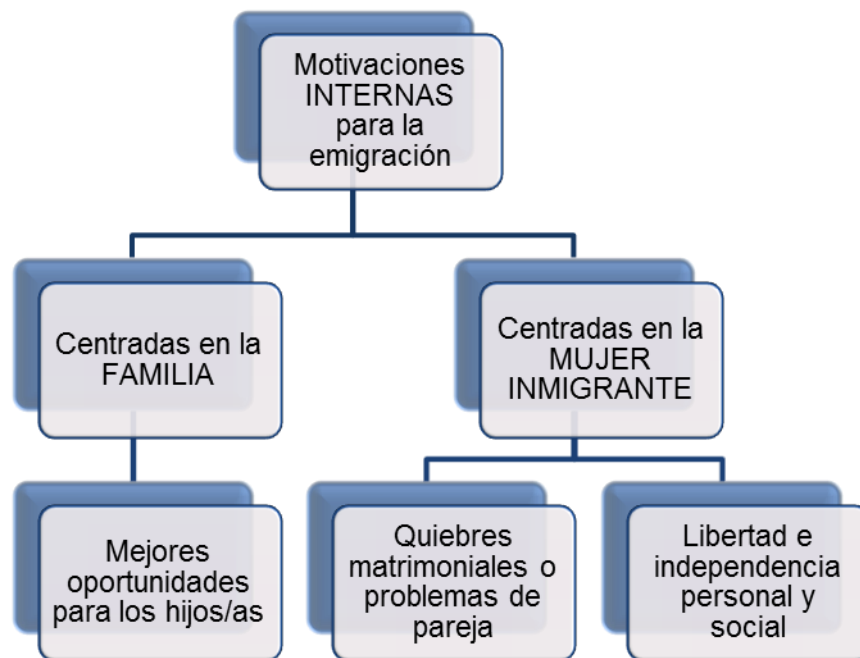 Motivaciones
INTERNAS
para la
emigración
Centradas en la
FAMILIA
Centradas en la
MUJER
INMIGRANTE
Mejores
oportunidades
para los hijos/as
Quiebres
matrimoniales o
problemas de
pareja
Libertad e
independencia
personal y
social